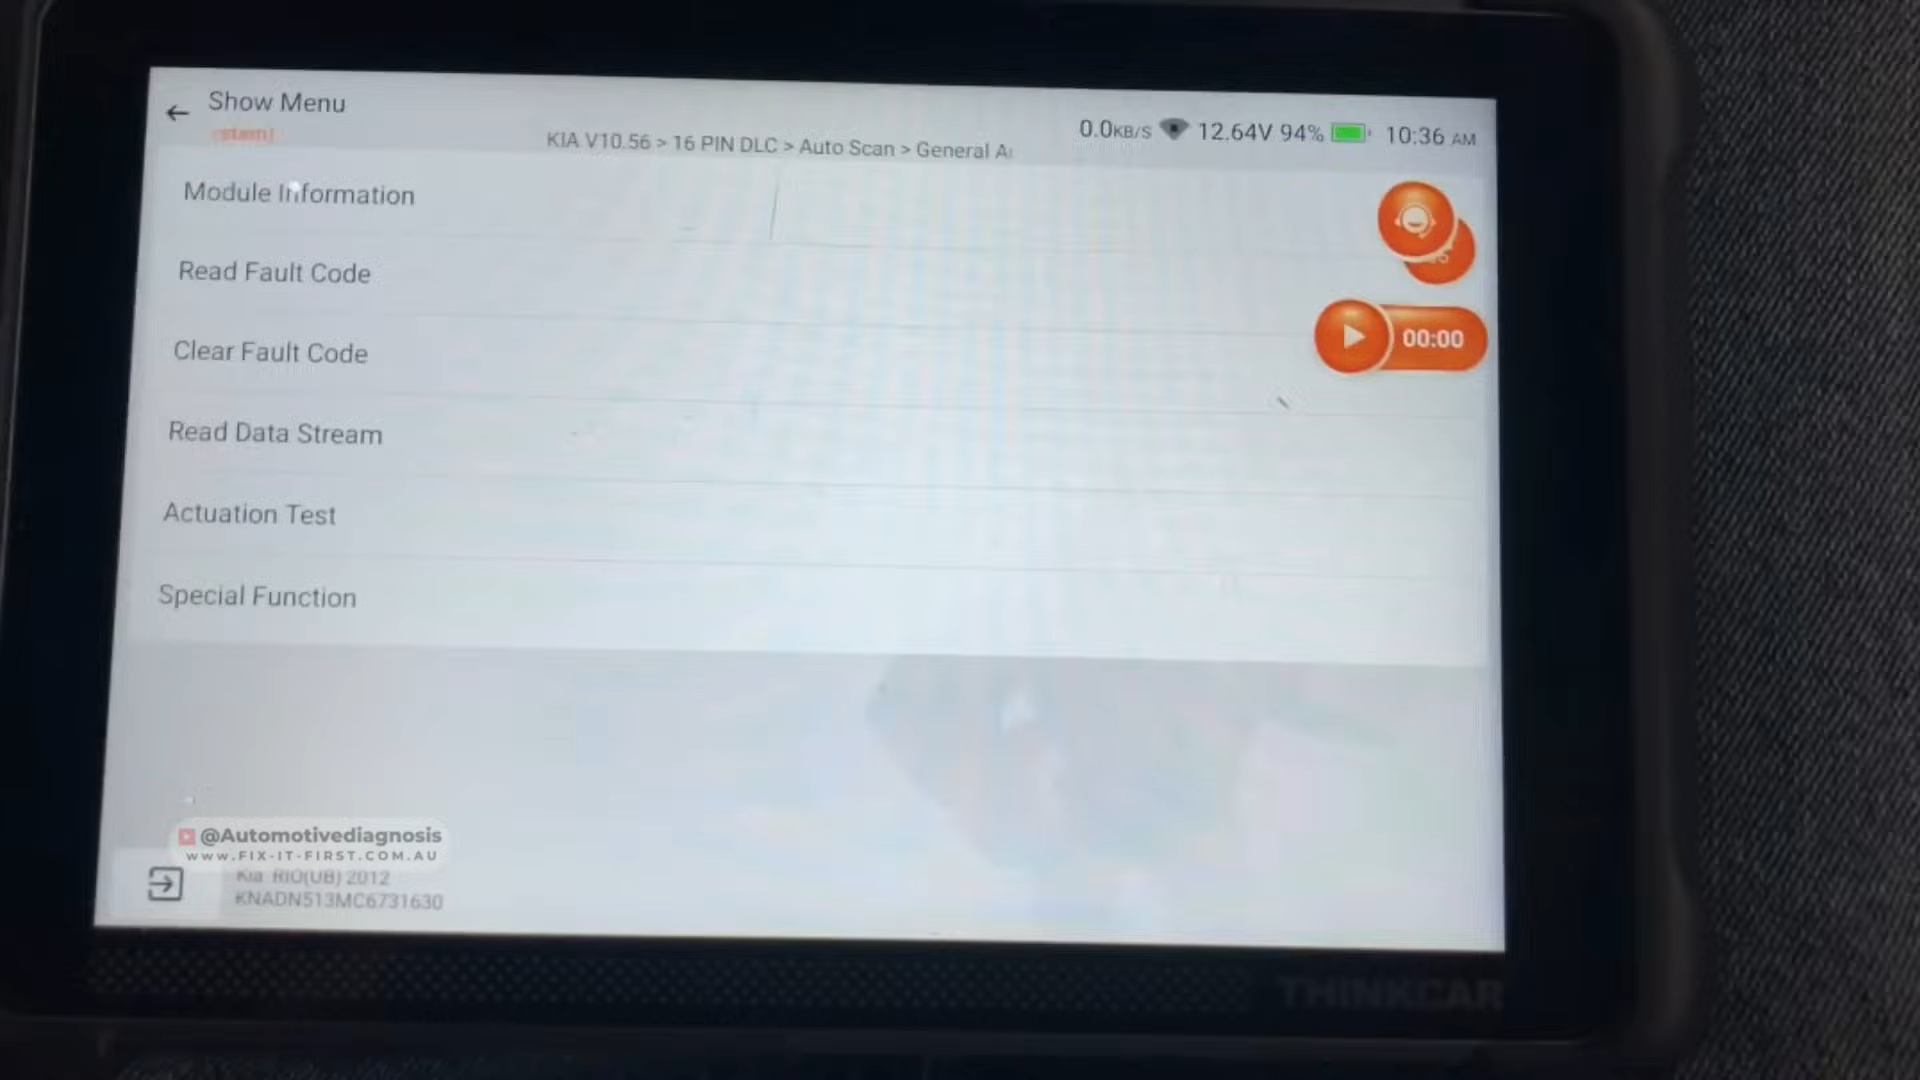 Show Menu
stem)
KIA V10.56 > 16 PIN DLC > Auto Scan > General A
0.0KB/S 12.64V 94% 10:36 AM
Module Information
Read Fault Code
00:00
Clear Fault Code
Read Data Stream
Actuation Test
Special Function
@Automotivediagnosis
WWW.FIX-IT-FIRST.COM.AU
Kia RIO(UB) 2012
KNADN513MC6731630
THINKCAR